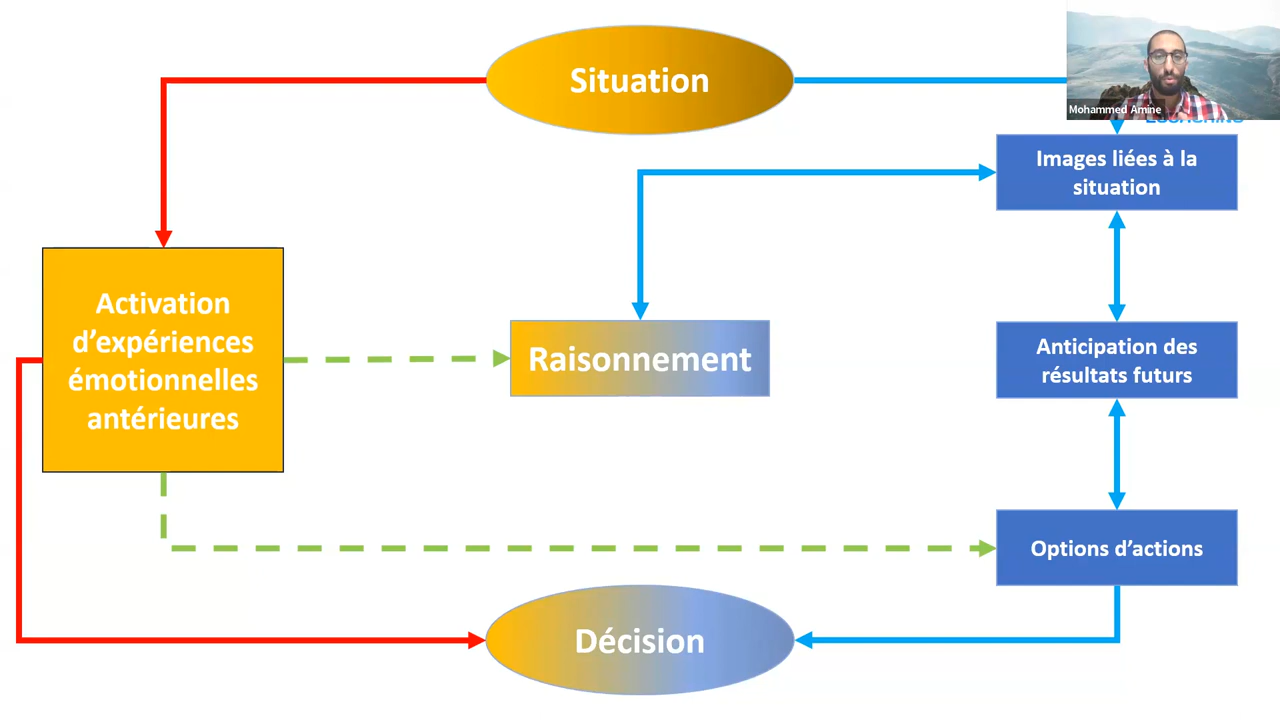 Situation
Mohammed Amine
Images liées à la
situation
Activation
d'expériences
émotionnelles
antérieures
Raisonnement
Anticipation des
résultats futurs
Options d'actions
Décision